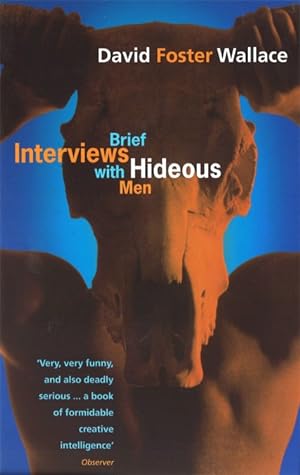 David Foster Wallace
Brief
Interviews
with Hideous
Men
'Very, very funny,
and also deadly
serious ... a book
of formidable
creative
intelligence'
Observer